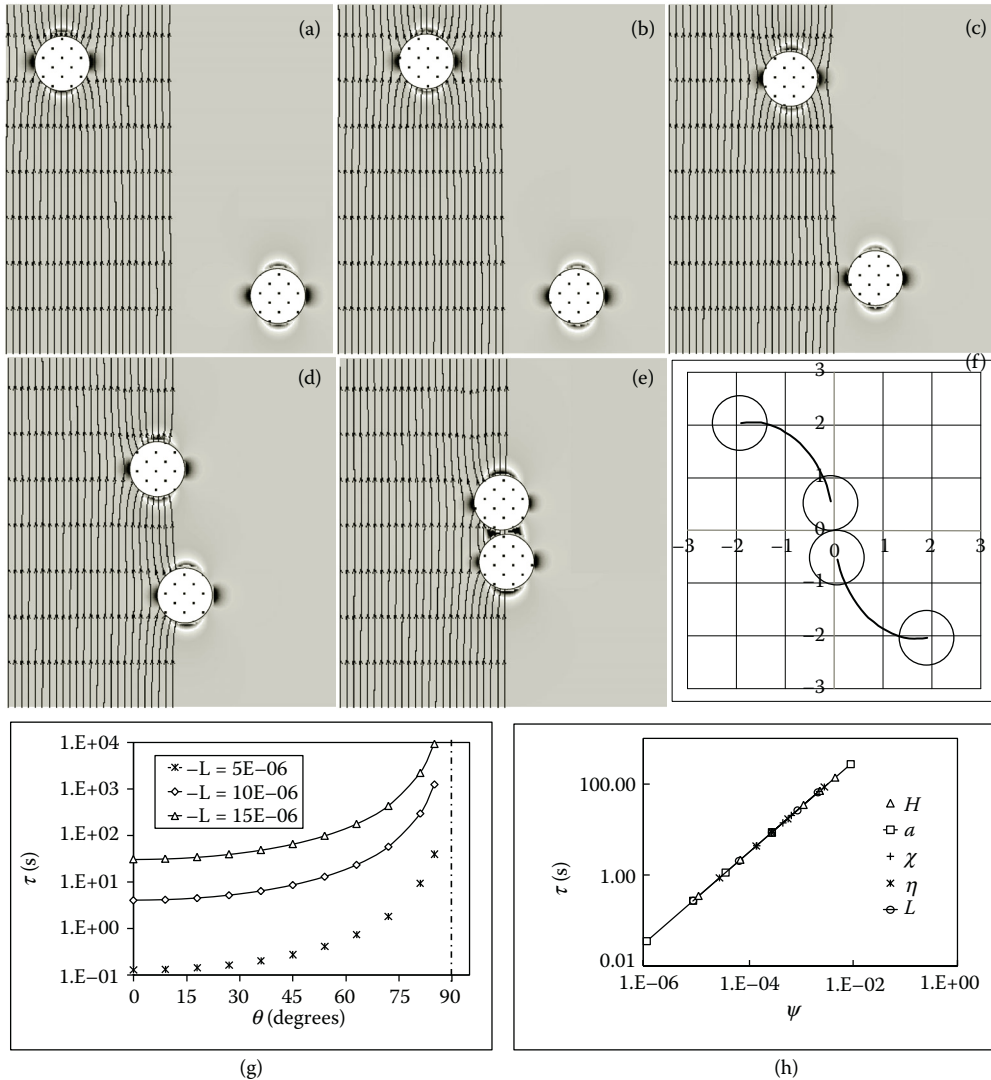 (a)
(b)
(c)
(d)
(e)
(f)
3
2
1
0
−3 −2 −1 0 1 2 3
−1
−2
−3
1.E+04
1.E+03
1.E+02
1.E+01
1.E+00
1.E−01
τ (s)
−L = 5E−06
−L = 10E−06
−L = 15E−06
0 15 30 45 60 75 90
θ (degrees)
(g)
100.00
1.00
0.01
τ (s)
H
a
χ
η
L
1.E−06 1.E−04 1.E−02 1.E+00
ψ
(h)